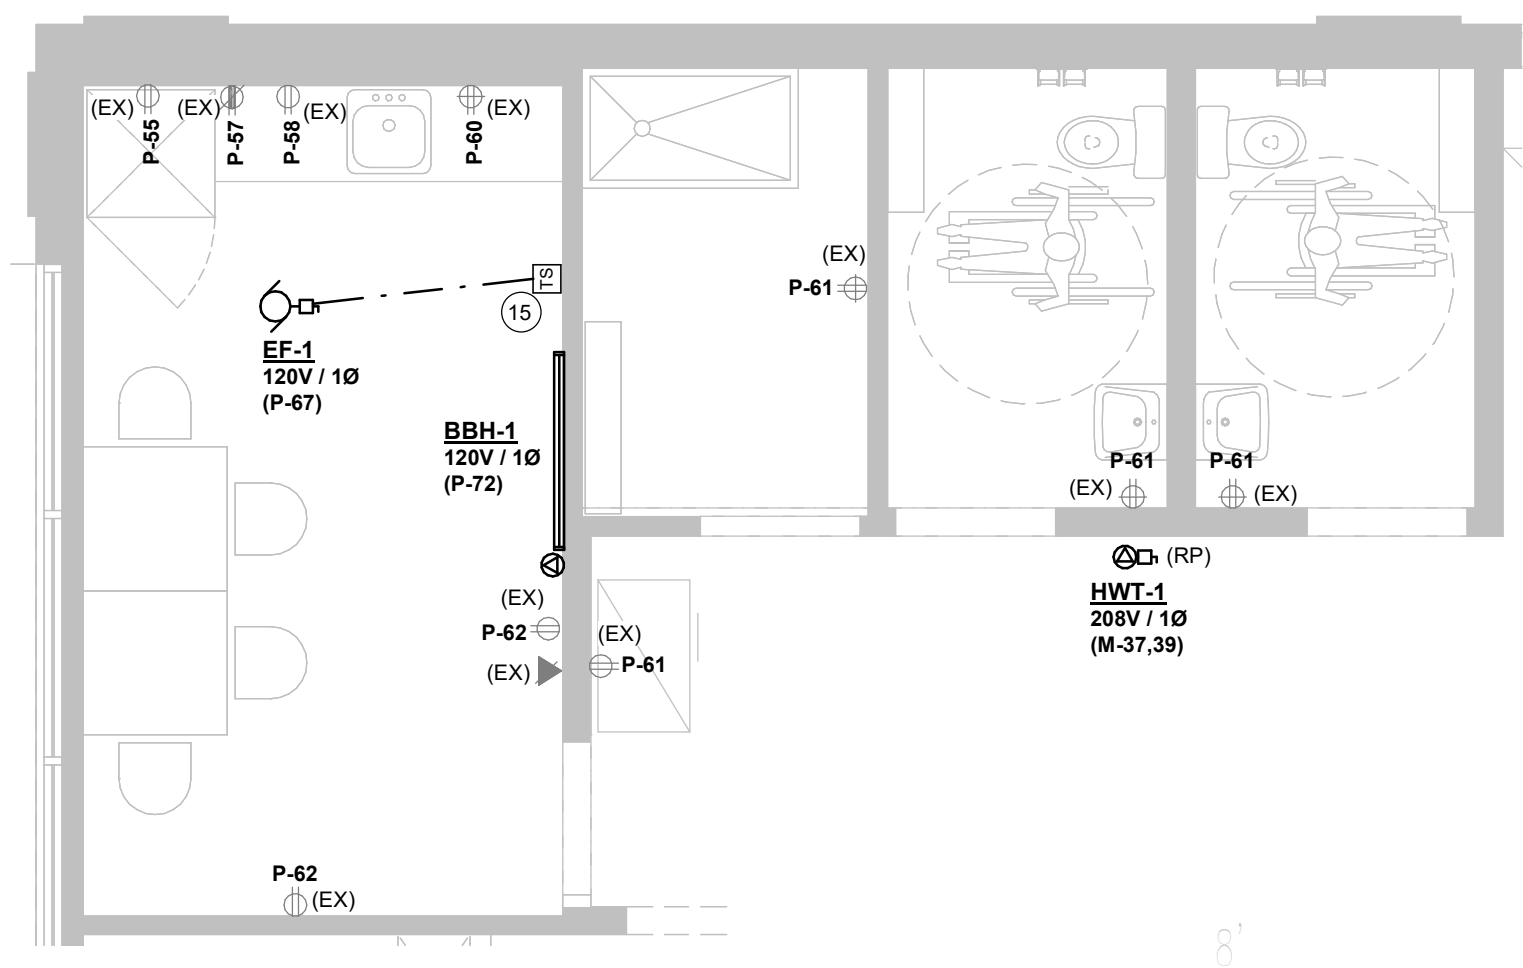 (EX)
P-55
(EX)
P-57
P-58
(EX)
P-60
(EX)
TS
15
EF-1
120V / 1Ø
(P-67)
BBH-1
120V / 1Ø
(P-72)
(EX)
P-61
P-61
(EX)
P-61
(EX)
(RP)
HWT-1
208V / 1Ø
(M-37,39)
(EX)
P-62
(EX)
(EX)
P-61
P-62
(EX)
8'